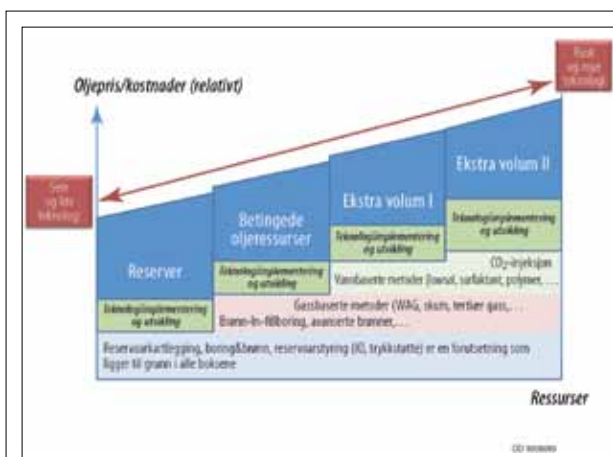 Oljepris/kostnader (relativt)
Rask
og mye
teknologi
Sein
og lite
teknologi
Ekstra volum II
Ekstra volum I
Betingede
oljeressurser
Reserver
Teknologiimplementering
og utvikling
Teknologiimplementering
og utvikling
Teknologiimplementering
og utvikling
Teknologiimplementering
og utvikling
CO₂-injeksjon
Vannbaserte metoder (lowsal, surfaktant, polymer, ....
Gassbaserte metoder (WAG, skum, tertiær gass,...
Brønn-In-fillboring, avanserte brønner,...
Reservoarkartlegging, boring&brønn, reservoarstyring (IO, trykkstøtte) er en forutsetning som
ligger til grunn i alle boksene
Ressurser
OD